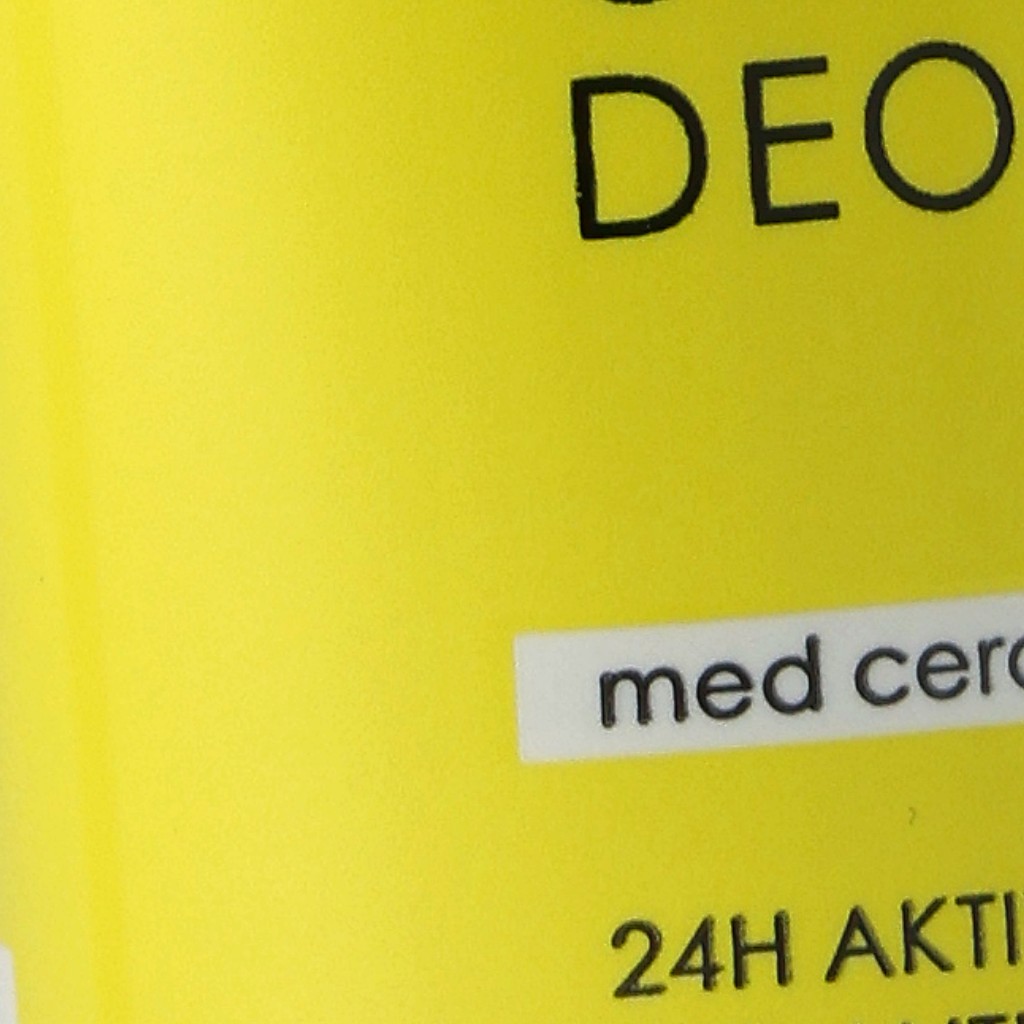 DEO
med cer
24H AKTI